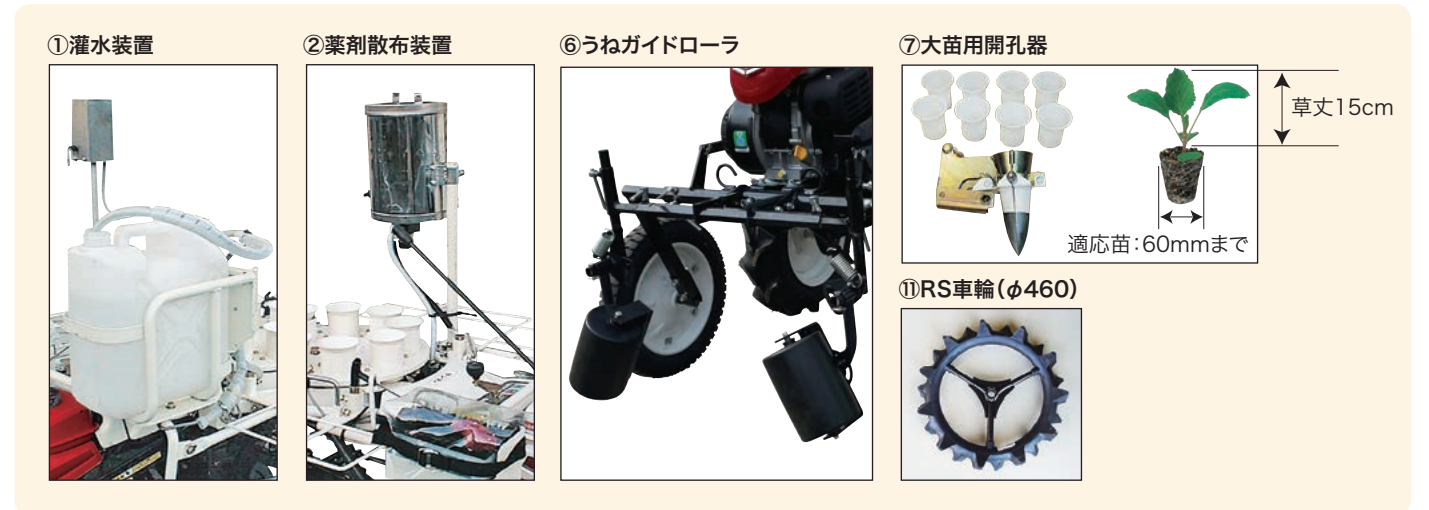 ①灌水装置
②薬剤散布装置
⑥うねガイドローラ
⑦大苗用開孔器
草丈15cm
適応苗:60mmまで
⑪RS車輪(φ460)